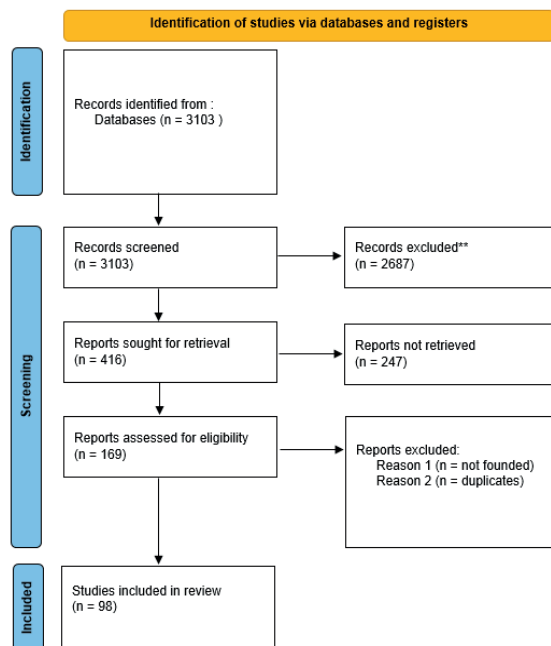 Identification of studies via databases and registers
Identification
Records identified from :
Databases (n = 3103 )
Screening
Records screened
(n = 3103)
Records excluded**
(n = 2687)
Reports sought for retrieval
(n = 416)
Reports not retrieved
(n = 247)
Reports assessed for eligibility
(n = 169)
Reports excluded:
Reason 1 (n = not founded)
Reason 2 (n = duplicates)
Included
Studies included in review
(n = 98)